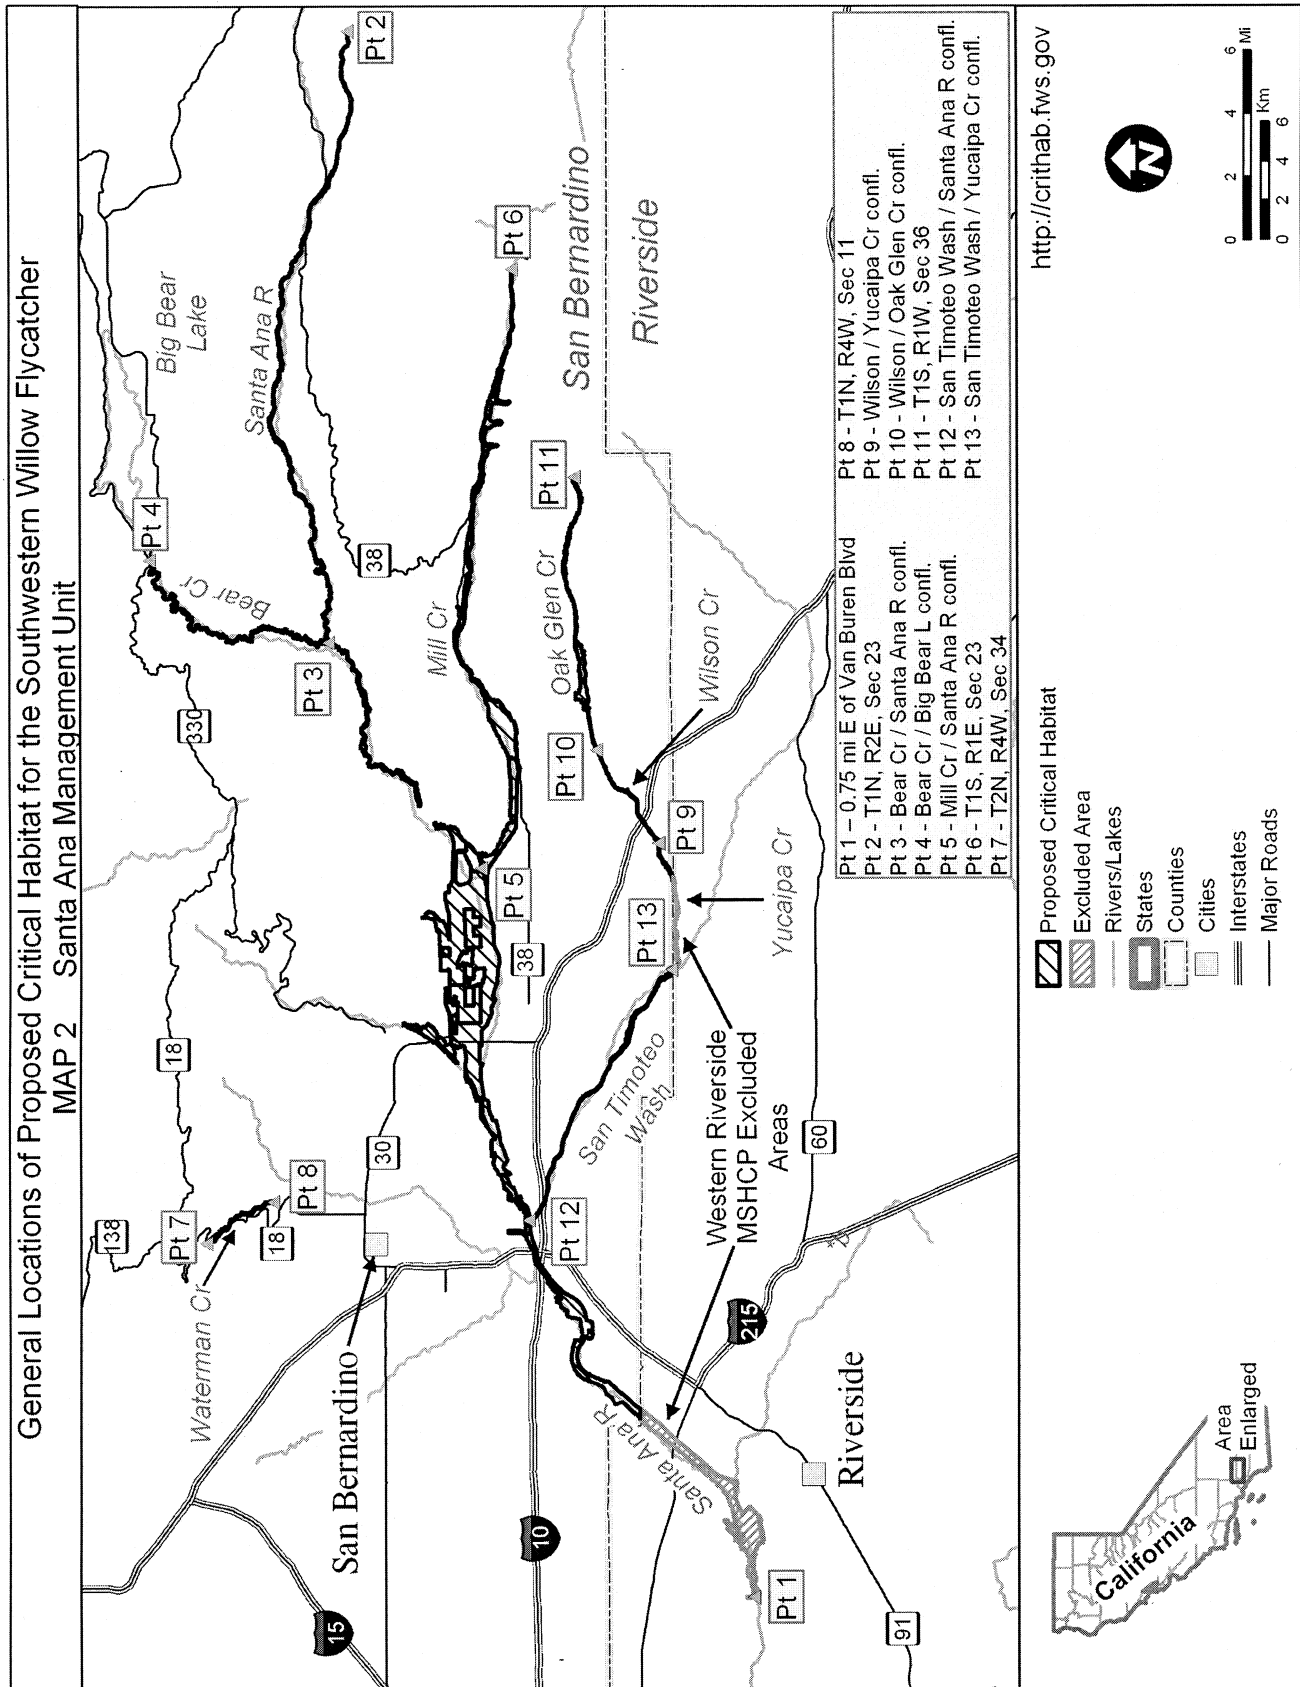 General Locations of Proposed Critical Habitat for the Southwestern Willow Flycatcher
MAP 2 Santa Ana Management Unit
138
18
330
Pt 4
Big Bear
Lake
Pt 7
Waterman Cr
18
Pt 8
Bear Cr
Santa Ana R
Pt 2
Pt 3
38
30
San Bernardino
15
Mill Cr
Pt 6
Pt 5
38
10
Pt 12
Pt 11
Oak Glen Cr
Pt 10
San Bernardino
Riverside
San Timoteo
Wash
Pt 13
Pt 9
Wilson Cr
Santa Ana R
Western Riverside
MSHCP Excluded
Areas
Yucaipa Cr
215
Pt 1
60
Riverside
91
Pt 1 – 0.75 mi E of Van Buren Blvd
Pt 2 - T1N, R2E, Sec 23
Pt 3 - Bear Cr / Santa Ana R confl.
Pt 4 - Bear Cr / Big Bear L confl.
Pt 5 - Mill Cr / Santa Ana R confl.
Pt 6 - T1S, R1E, Sec 23
Pt 7 - T2N, R4W, Sec 34
Pt 8 - T1N, R4W, Sec 11
Pt 9 - Wilson / Yucaipa Cr confl.
Pt 10 - Wilson / Oak Glen Cr confl.
Pt 11 - T1S, R1W, Sec 36
Pt 12 - San Timoteo Wash / Santa Ana R confl.
Pt 13 - San Timoteo Wash / Yucaipa Cr confl.
California
Area
Enlarged
Proposed Critical Habitat
Excluded Area
Rivers/Lakes
States
Counties
Cities
Interstates
Major Roads
http://crithab.fws.gov
N
0 2 4 6
Mi
Km
0 2 4 6